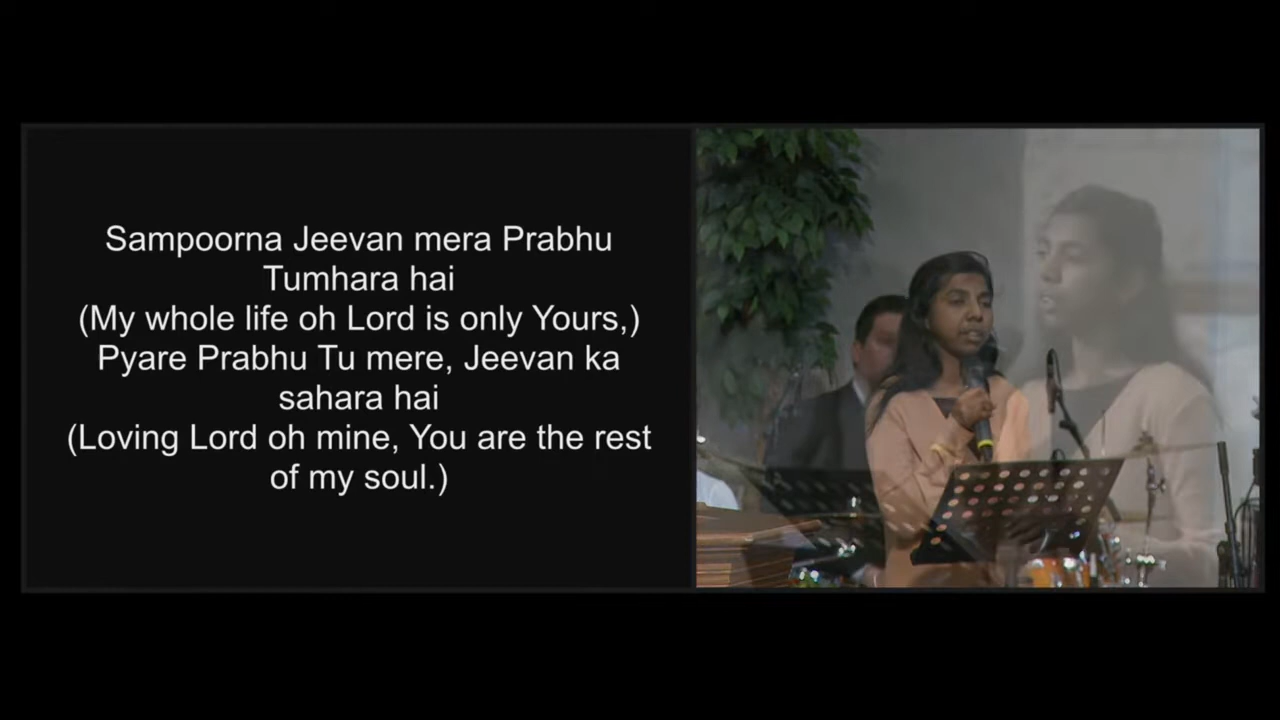 Sampoorna Jeevan mera Prabhu
Tumhara hai
(My whole life oh Lord is only Yours,)
Pyare Prabhu Tu mere, Jeevan ka
sahara hai
(Loving Lord oh mine, You are the rest
of my soul.)